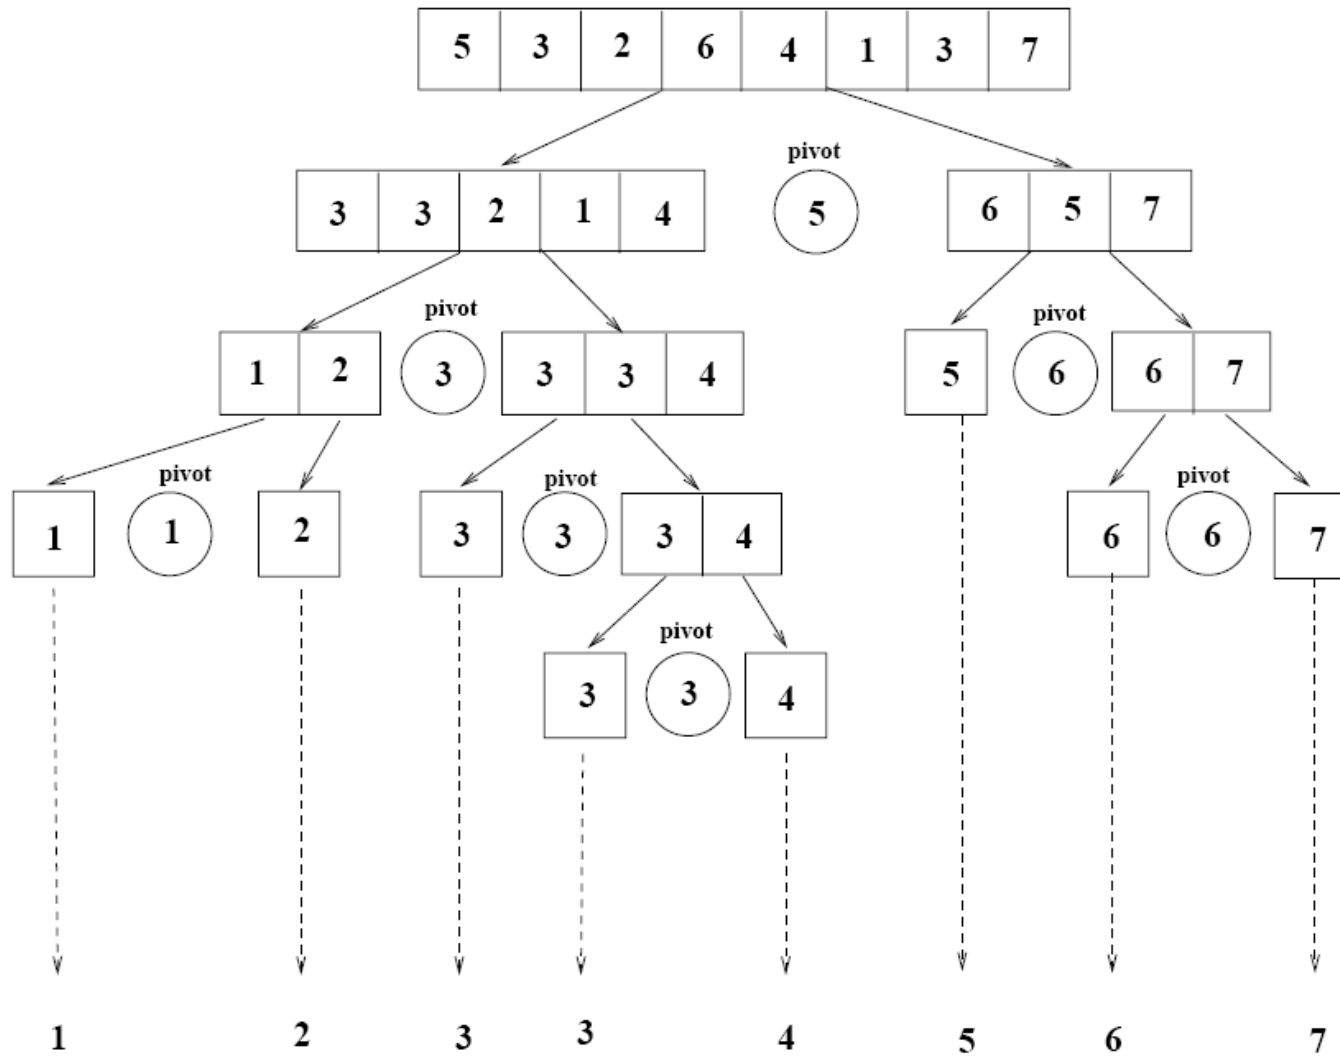 5 3 2 6 4 1 3 7
pivot
3 3 2 1 4 5 6 5 7
pivot pivot
1 2 3 3 3 4 5 6 6 7
pivot pivot pivot
1 1 2 3 3 3 4 6 6 7
pivot
3 3 4
1 2 3 3 4 5 6 7